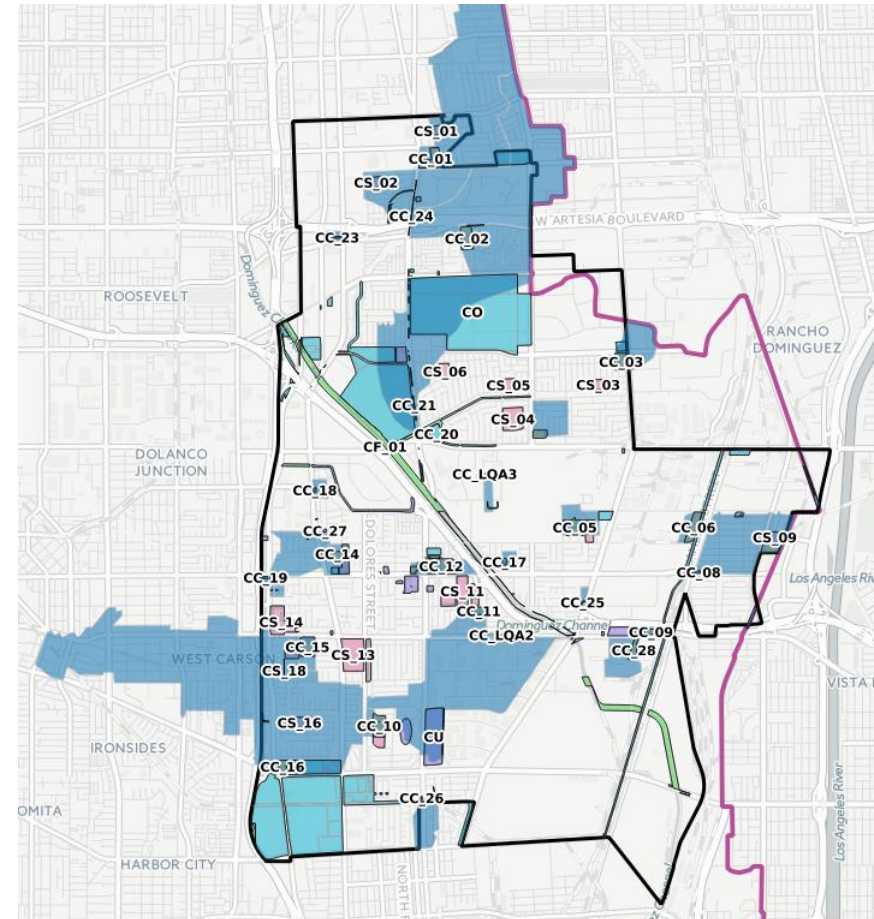 CS_01
CC_01
CS_02
CC_24
W ARTESIA BOULEVARD
CC_23
CC_02
Dominguez Ch
ROOSEVELT
CO
RANCHO
DOMINGUEZ
CC_03
CS_06
CS_05
CS_03
CC_21
CS_04
CC_20
CF_01
DOLANCO
JUNCTION
CC_LQA3
CC_18
CC_27
CC_05
CC_06
CS_09
CC_14
DOLORES STREET
CC_12
CC_17
CC_08
CC_19
Los Angeles River
CS_11
CC_25
CC_11
CS_14
Dominguez Channel
CC_LQA2
CC_09
CC_15
CS_13
CC_28
WEST CARSON
CS_18
VISTA
CS_16
CC_10
CU
IRONSIDES
CC_16
CC_26
OMITA
HARBOR CITY
NORTH
Los Angeles River